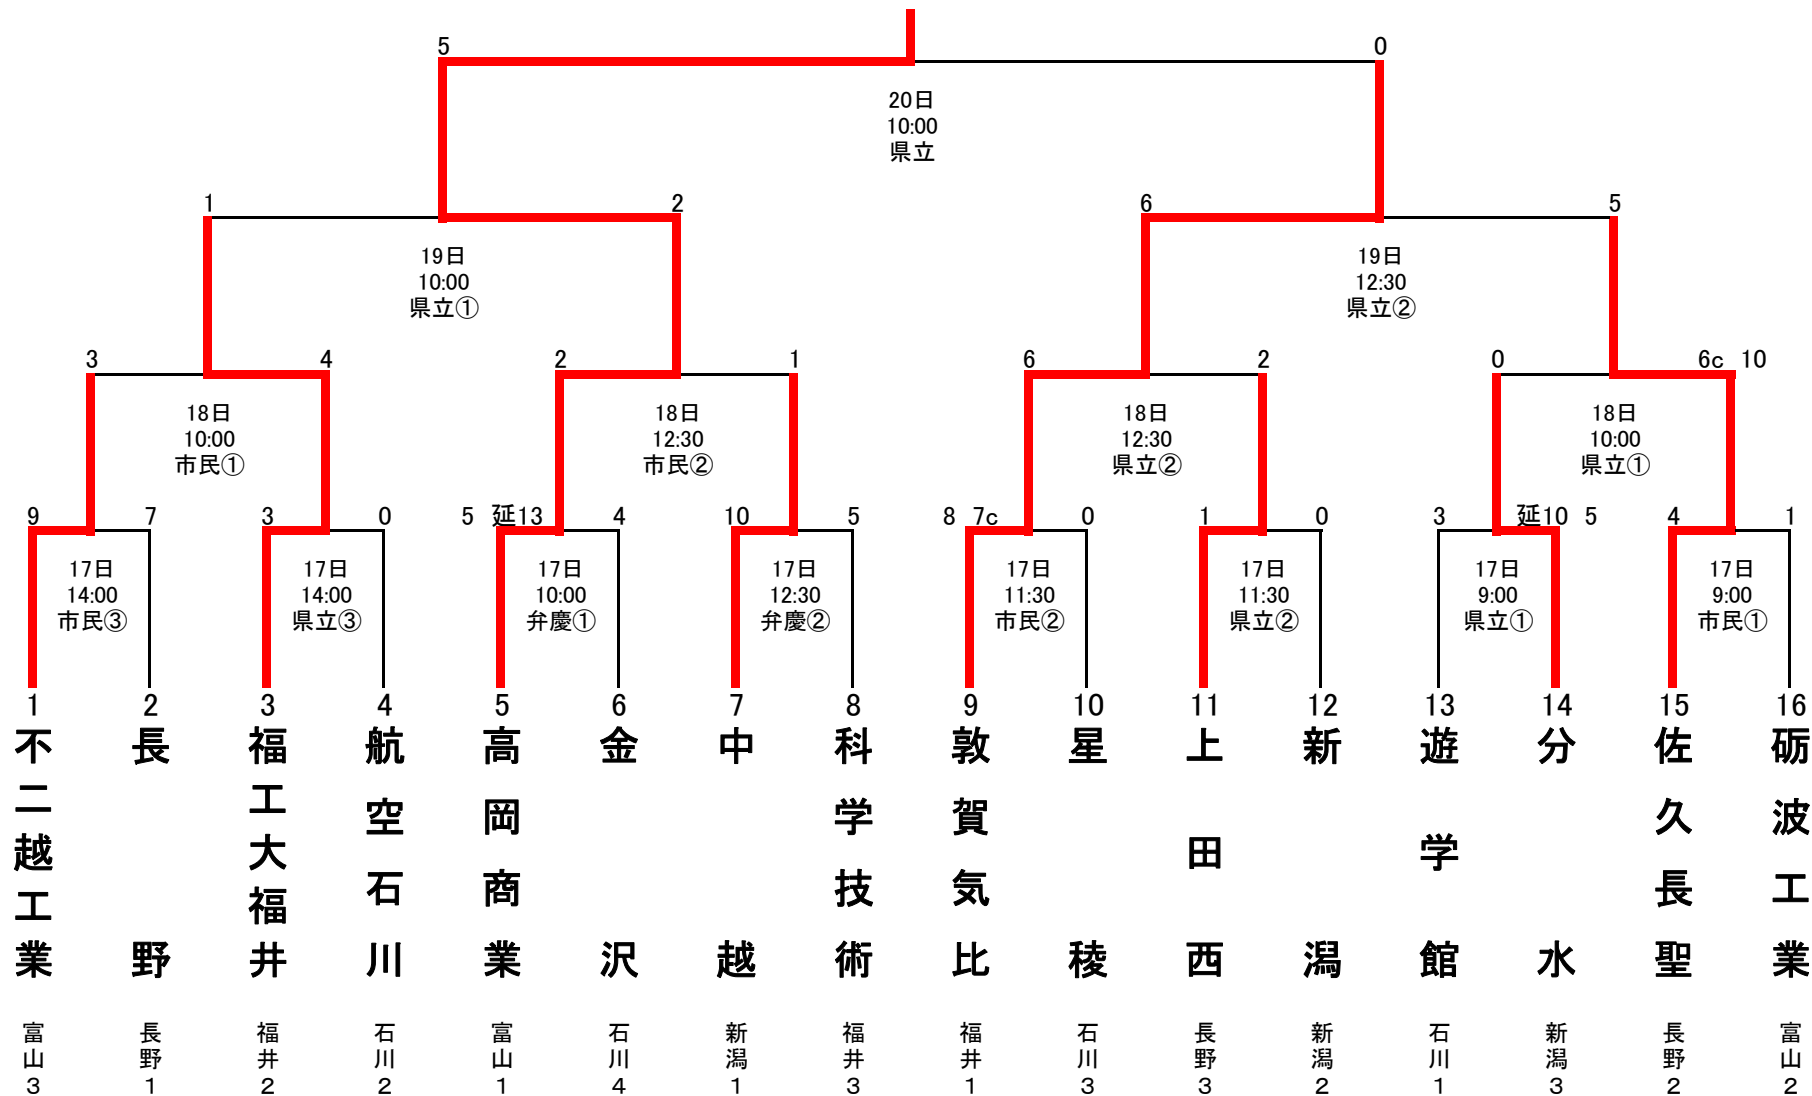 5 0
20日
10:00
県立
1 2 6 5
19日
10:00
県立①
19日
12:30
県立②
3 4 2 1 6 2 0 6c 10
18日
10:00
市民①
18日
12:30
市民②
18日
12:30
県立②
18日
10:00
県立①
9 7 3 0 5 延13 4 10 5 8 7c 0 1 0 3 延10 5 4 1
17日
14:00
市民③
17日
14:00
県立③
17日
10:00
弁慶①
17日
12:30
弁慶②
17日
11:30
市民②
17日
11:30
県立②
17日
9:00
県立①
17日
9:00
市民①
1 2 3 4 5 6 7 8 9 10 11 12 13 14 15 16
不二越工業
長野
福工大福井
航空石川
高岡商業
金沢
中越
科学技術
敦賀気比
星稜
上田西
新潟
遊学館
分水
佐久長聖
砺波工業
富山3
長野1
福井2
石川2
富山1
石川4
新潟1
福井3
福井1
石川3
長野3
新潟2
石川1
新潟3
長野2
富山2